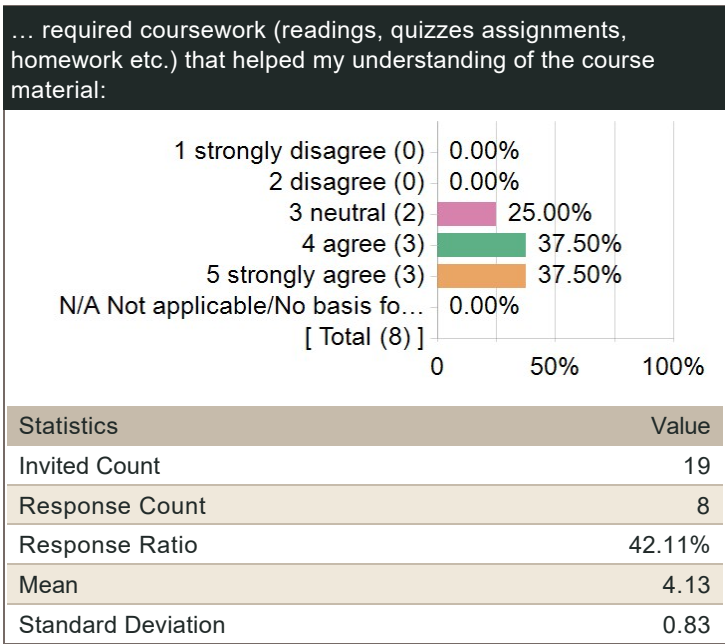 … required coursework (readings, quizzes assignments,
homework etc.) that helped my understanding of the course
material:
1 strongly disagree (0) 0.00%
2 disagree (0) 0.00%
3 neutral (2) 25.00%
4 agree (3) 37.50%
5 strongly agree (3) 37.50%
N/A Not applicable/No basis fo… 0.00%
[ Total (8) ]
0 50% 100%
Statistics Value
Invited Count 19
Response Count 8
Response Ratio 42.11%
Mean 4.13
Standard Deviation 0.83